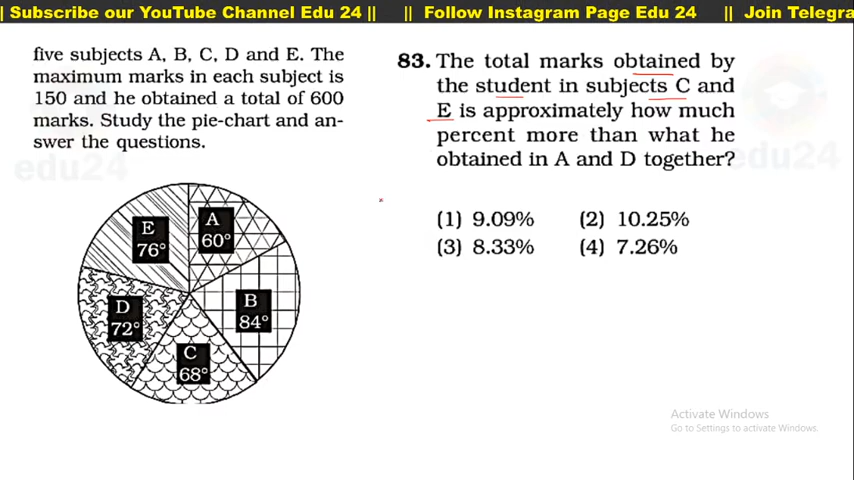 | Subscribe our YouTube Channel Edu 24 || || Follow Instagram Page Edu 24 || Join Telegra
five subjects A, B, C, D and E. The
maximum marks in each subject is
150 and he obtained a total of 600
marks. Study the pie-chart and an-
swer the questions.
edu24
E
76°
A
60°
B
84°
D
72°
C
68°
83. The total marks obtained by
the student in subjects C and
E is approximately how much
percent more than what he
obtained in A and D together?
edu24
(1) 9.09% (2) 10.25%
(3) 8.33% (4) 7.26%
Activate Windows
Go to Settings to activate Windows.